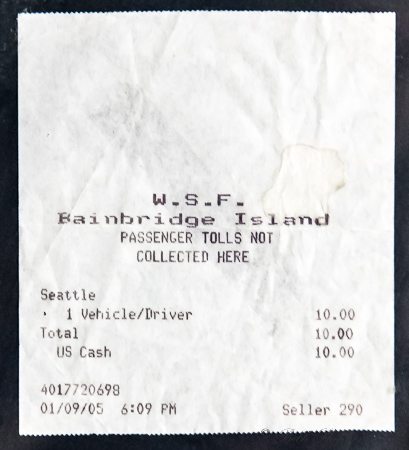 W.S.F.
Bainbridge Island
PASSENGER TOLLS NOT
COLLECTED HERE
Seattle
1 Vehicle/Driver 10.00
Total 10.00
US Cash 10.00
4017720698
01/09/05 6:09 PM Seller 290